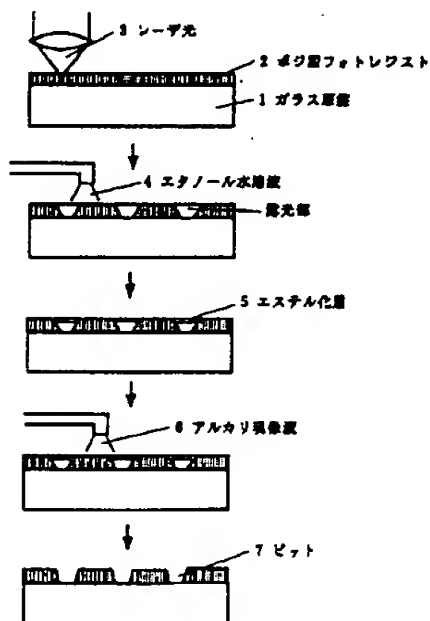 3 レーザ光
2 ポジ型フォトレジスト
1 ガラス原盤
4 エタノール水溶液
露光部
5 エステル化層
6 アルカリ現像液
7 ピット